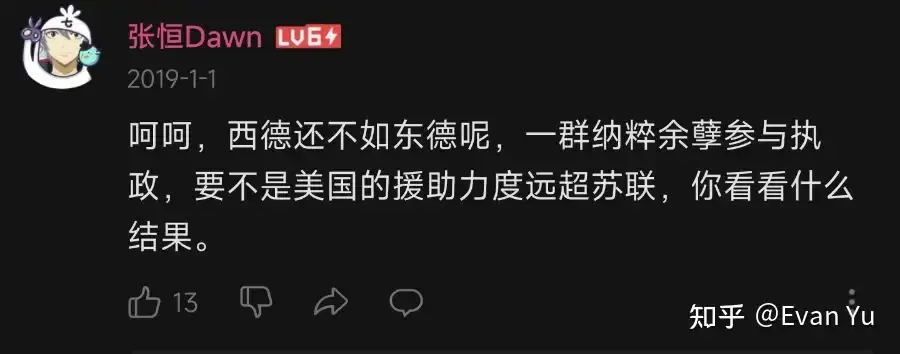 张恒Dawn LV6
2019-1-1
呵呵，西德还不如东德呢，一群纳粹余孽参与执
政，要不是美国的援助力度远超苏联，你看看什么
结果。
13
知乎 @Evan Yu